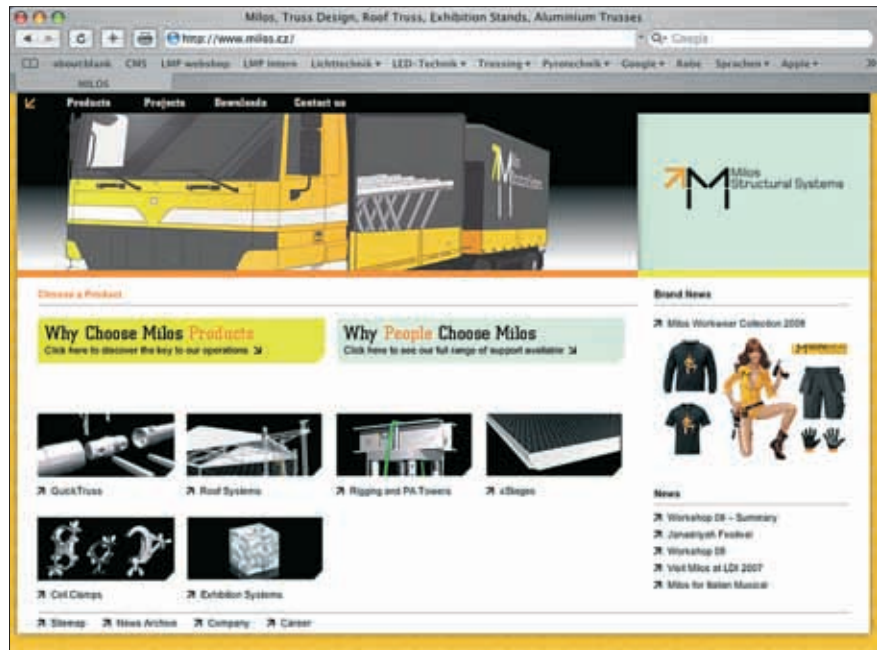 Milos, Truss Design, Roof Truss, Exhibition Stands, Aluminium Trusses
http://www.milos.cz/
Google
about:blank CMS LMP webshop LMP Intern Lichttechnik LED-Technik Trussing Pyrotechnik Google Robe Sprachen Apple
MILOS
Products Projects Downloads Contact us
Milos
Structural Systems
Choose a Product
Why Choose Milos Products
Click here to discover the key to our operations
Why People Choose Milos
Click here to see our full range of support available
QuickTruss
Roof Systems
Rigging and PA Towers
xStages
Cell Clamps
Exhibition Systems
Sitemap News Archive Company Career
Brand News
Milos Workwear Collection 2008
News
Workshop 08 – Summary
Janadriyah Festival
Workshop 08
Visit Milos at LDI 2007
Milos for Italian Musical